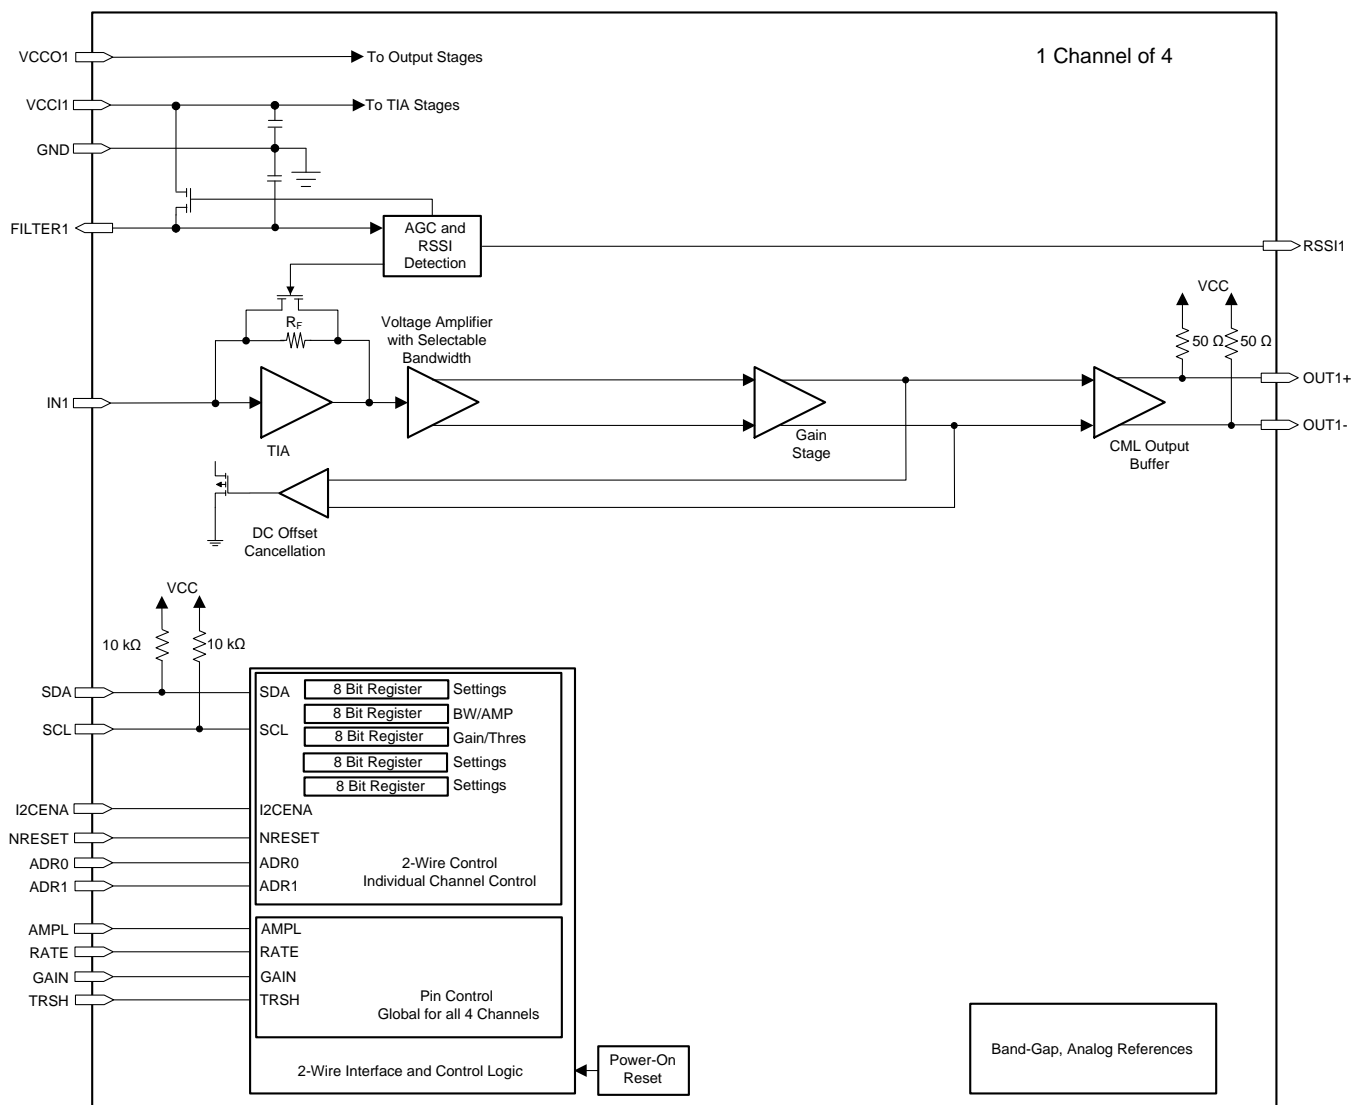 1 Channel of 4
VCCO1
To Output Stages
VCCI1
To TIA Stages
GND
FILTER1
AGC and
RSSI
Detection
RSSI1
VCC
50 Ω
50 Ω
RF
Voltage Amplifier
with Selectable
Bandwidth
IN1
TIA
Gain
Stage
CML Output
Buffer
OUT1+
OUT1-
DC Offset
Cancellation
VCC
10 kΩ
10 kΩ
SDA
SDA
8 Bit Register
Settings
8 Bit Register
BW/AMP
SCL
SCL
8 Bit Register
Gain/Thres
8 Bit Register
Settings
8 Bit Register
Settings
I2CENA
I2CENA
NRESET
NRESET
ADR0
ADR0
ADR1
ADR1
2-Wire Control
Individual Channel Control
AMPL
AMPL
RATE
RATE
GAIN
GAIN
TRSH
TRSH
Pin Control
Global for all 4 Channels
2-Wire Interface and Control Logic
Power-On
Reset
Band-Gap, Analog References